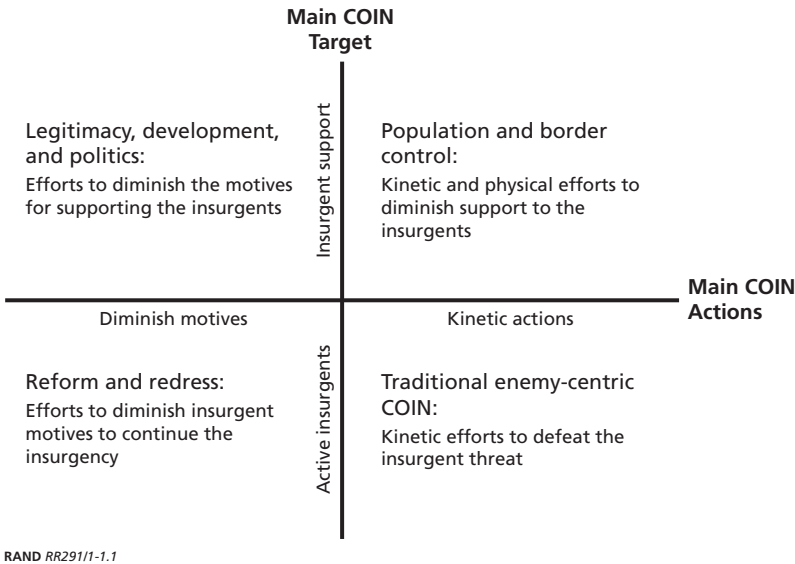 Main COIN
Target
Legitimacy, development,
and politics:
Efforts to diminish the motives
for supporting the insurgents
Insurgent support
Population and border
control:
Kinetic and physical efforts to
diminish support to the
insurgents
Main COIN
Actions
Diminish motives
Kinetic actions
Reform and redress:
Efforts to diminish insurgent
motives to continue the
insurgency
Active insurgents
Traditional enemy-centric
COIN:
Kinetic efforts to defeat the
insurgent threat
RAND RR291/1-1.1